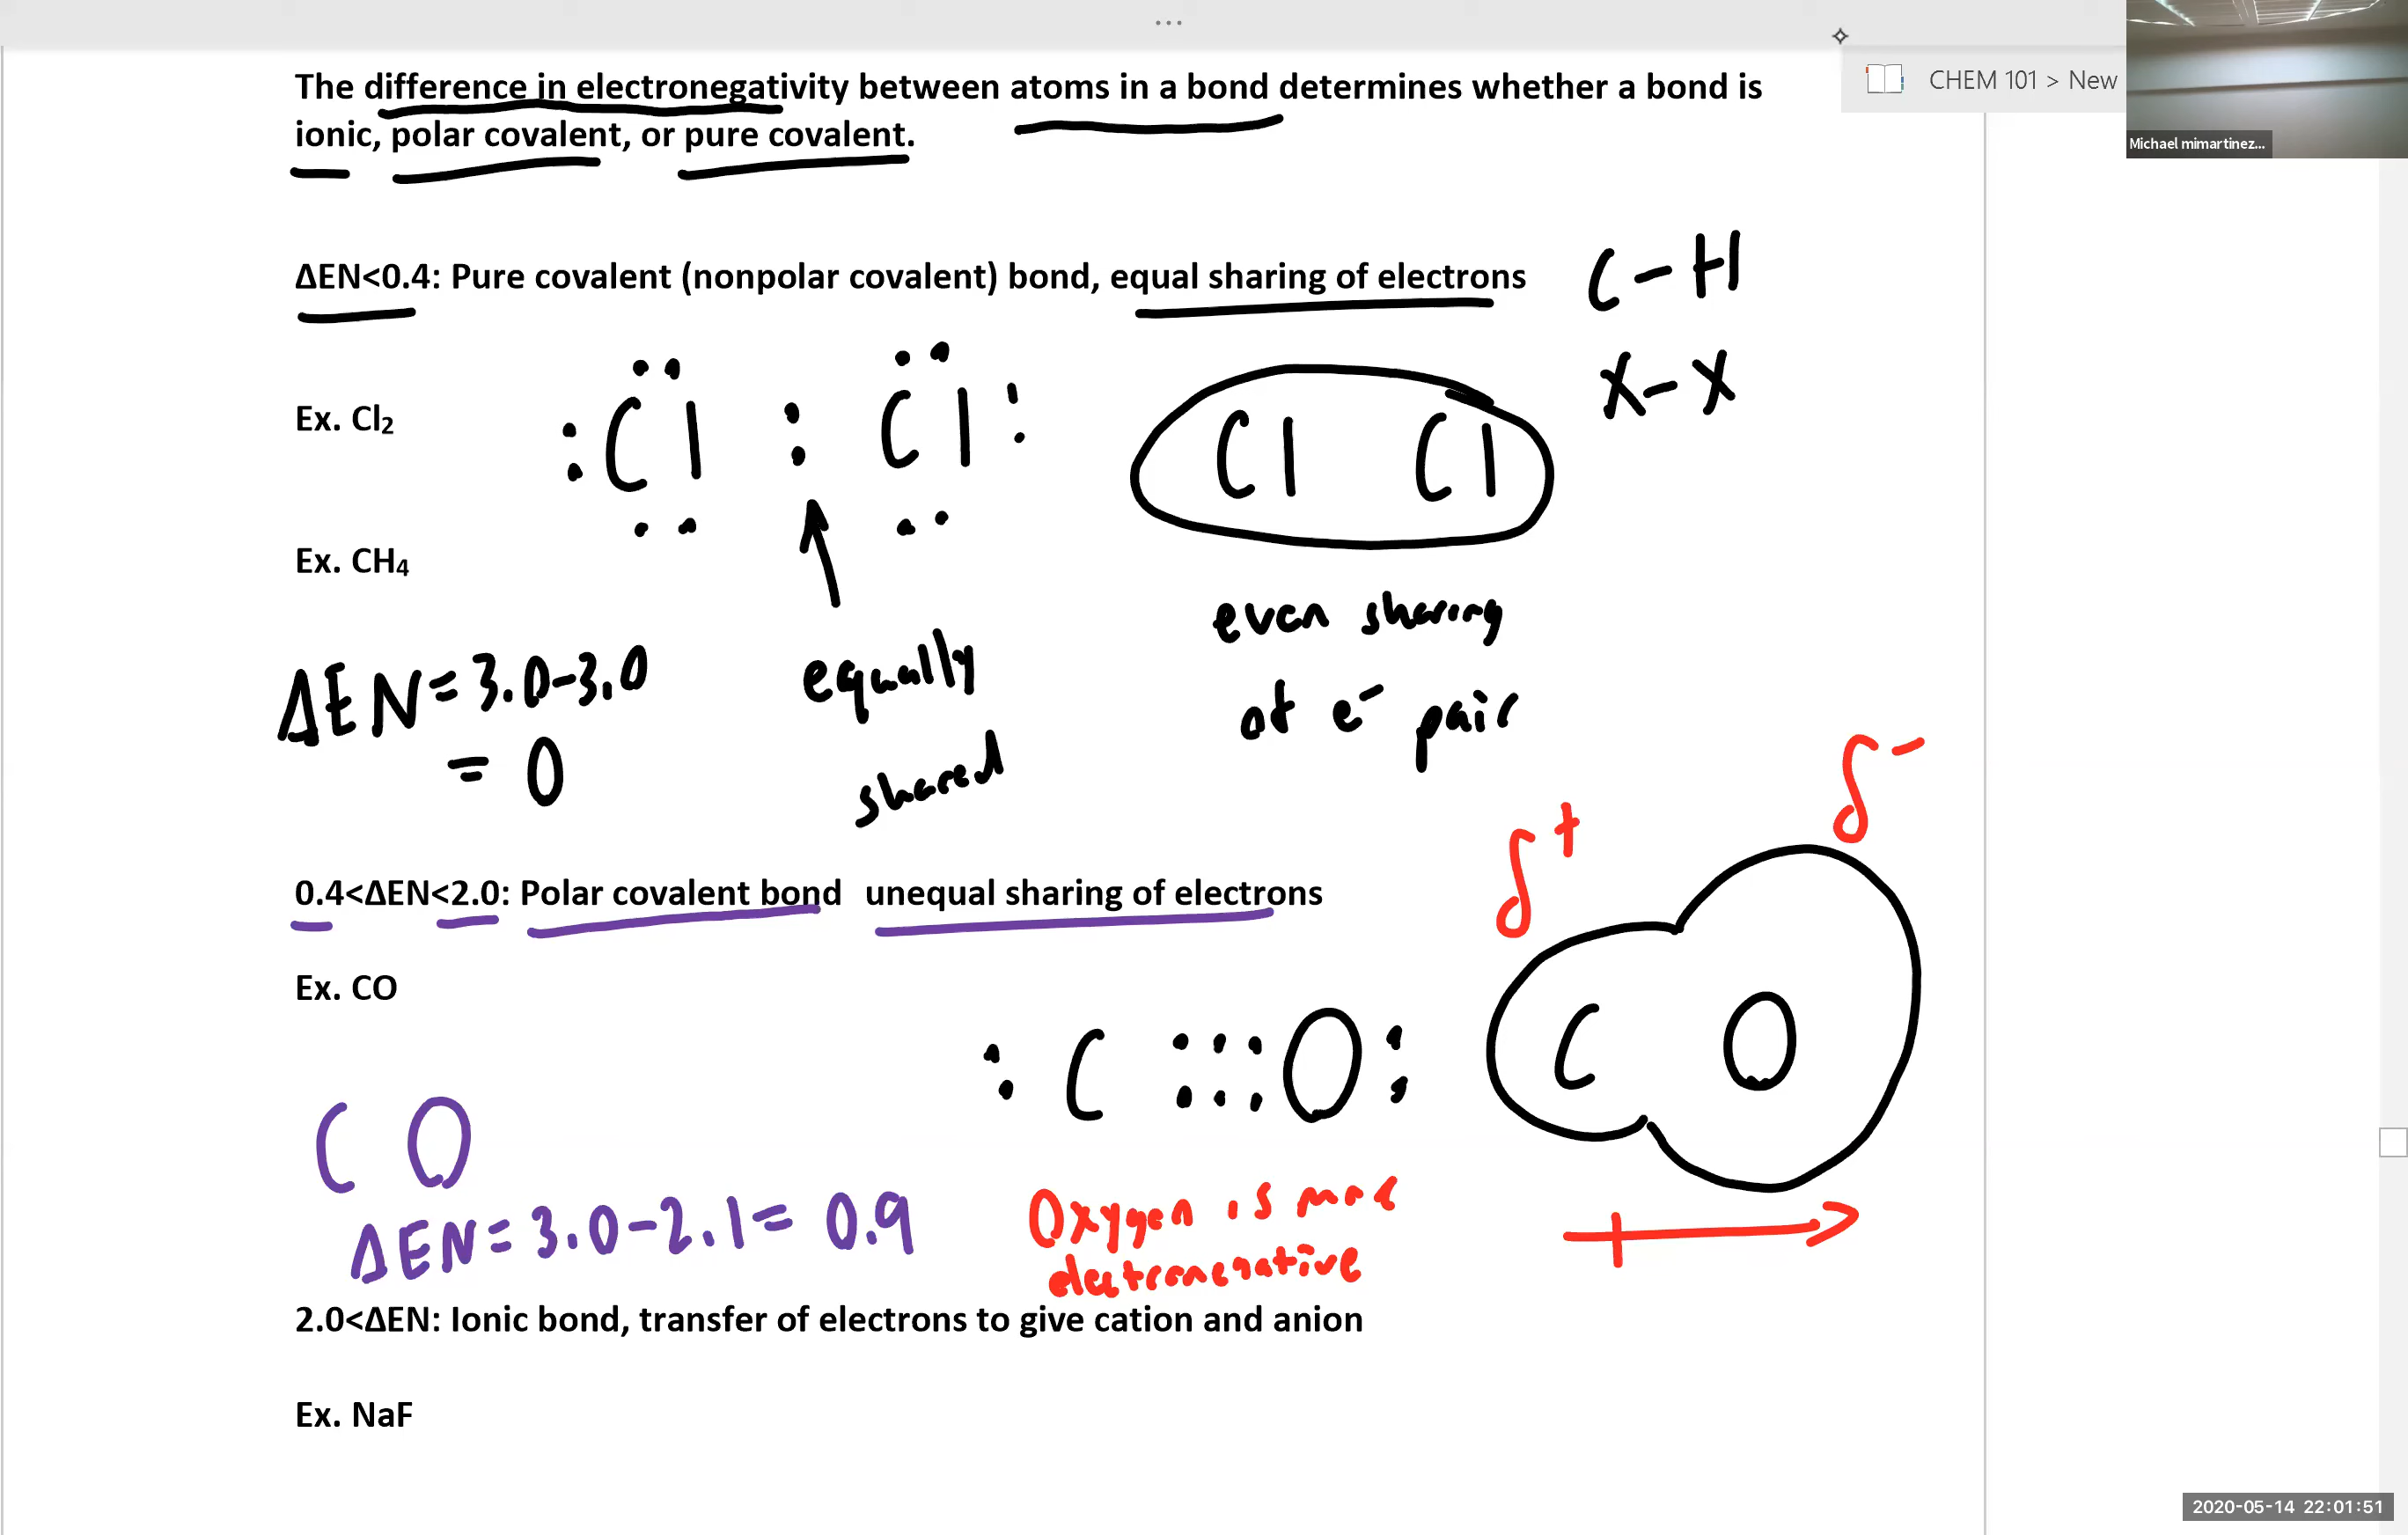 ...
CHEM 101 > New
Michael mimartinez...
The difference in electronegativity between atoms in a bond determines whether a bond is
ionic, polar covalent, or pure covalent.
ΔEN<0.4: Pure covalent (nonpolar covalent) bond, equal sharing of electrons
C-H
X-X
Ex. Cl₂
:Cl : Cl:
Cl Cl
Ex. CH₄
equally
shared
even sharing
of e⁻ pair
ΔEN=3.0-3.0
= 0
0.4<ΔEN<2.0: Polar covalent bond unequal sharing of electrons
δ+
δ-
Ex. CO
:C:::O:
C O
C O
ΔEN=3.0-2.1=0.9
Oxygen is more
electronegative
2.0<ΔEN: Ionic bond, transfer of electrons to give cation and anion
Ex. NaF
2020-05-14 22:01:51